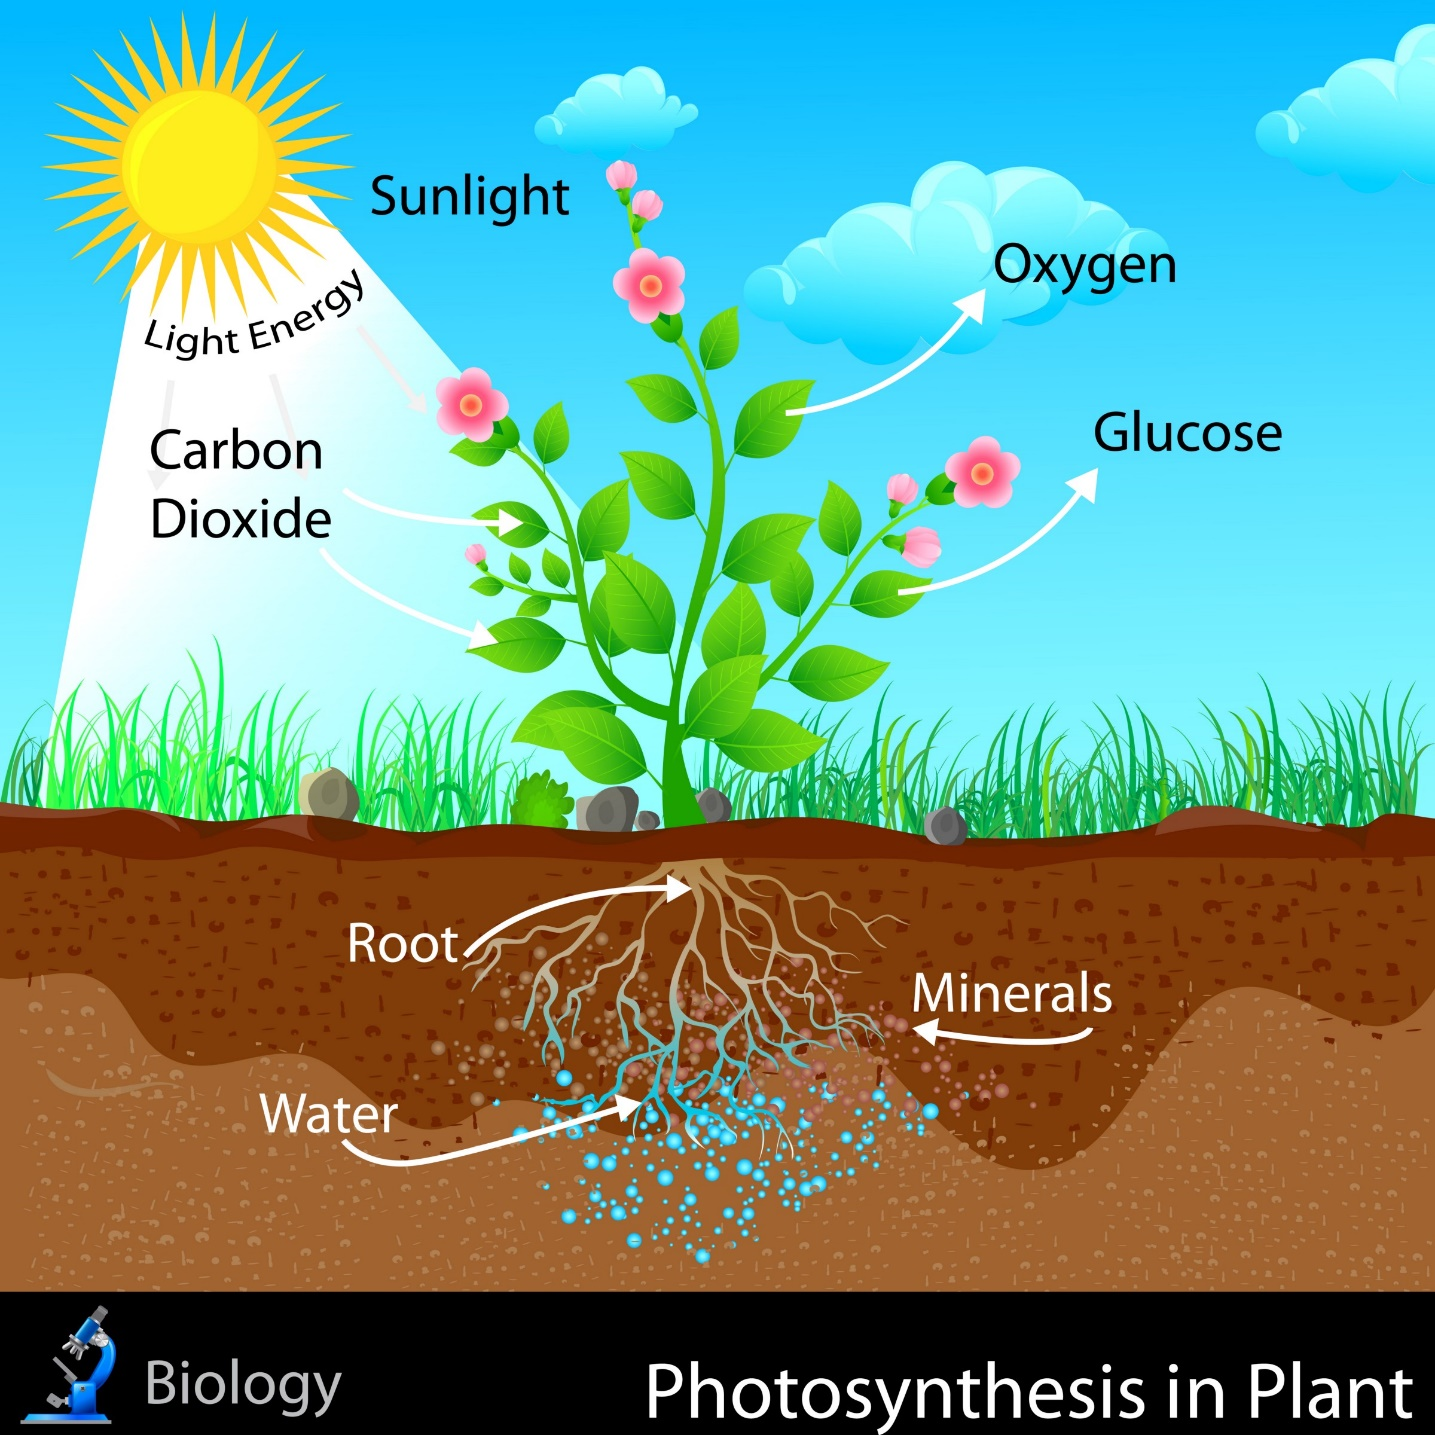 Sunlight
Oxygen
Light Energy
Glucose
Carbon
Dioxide
Root
Minerals
Water
Biology
Photosynthesis in Plant